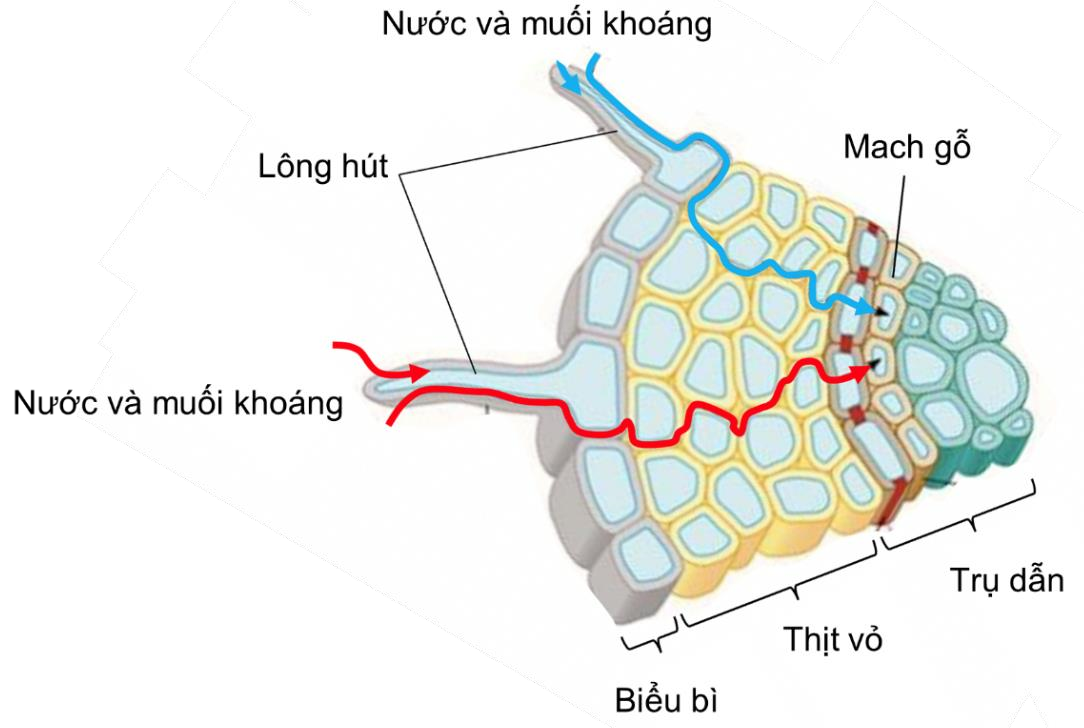 Nước và muối khoáng
Mach gỗ
Lông hút
Nước và muối khoáng
Trụ dẫn
Thịt vỏ
Biểu bì